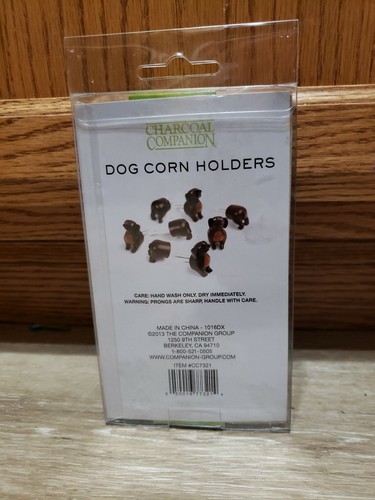 CHARCOAL
COMPANION
DOG CORN HOLDERS
CARE: HAND WASH ONLY. DRY IMMEDIATELY.
WARNING: PRONGS ARE SHARP, HANDLE WITH CARE.
MADE IN CHINA - 1016DX
©2013 THE COMPANION GROUP
1250 9TH STREET
BERKELEY, CA 94710
1-800-521-0505
WWW.COMPANION-GROUP.COM
ITEM #CC7321